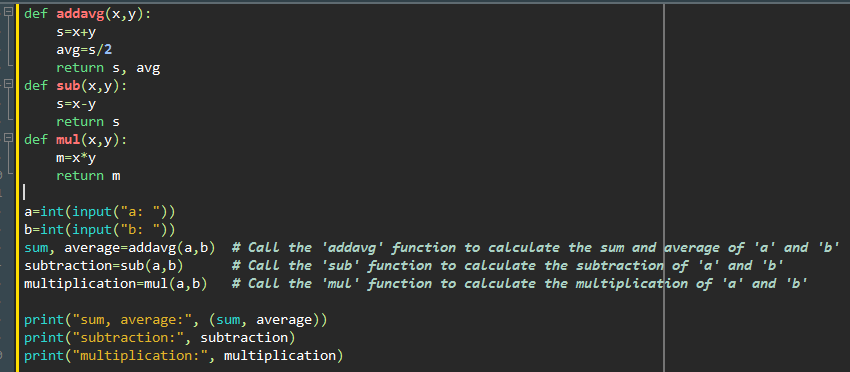 def addavg(x,y):
    s=x+y
    avg=s/2
    return s, avg
def sub(x,y):
    s=x-y
    return s
def mul(x,y):
    m=x*y
    return m

a=int(input("a: "))
b=int(input("b: "))
sum, average=addavg(a,b)  # Call the 'addavg' function to calculate the sum and average of 'a' and 'b'
subtraction=sub(a,b)      # Call the 'sub' function to calculate the subtraction of 'a' and 'b'
multiplication=mul(a,b)   # Call the 'mul' function to calculate the multiplication of 'a' and 'b'

print("sum, average:", (sum, average))
print("subtraction:", subtraction)
print("multiplication:", multiplication)